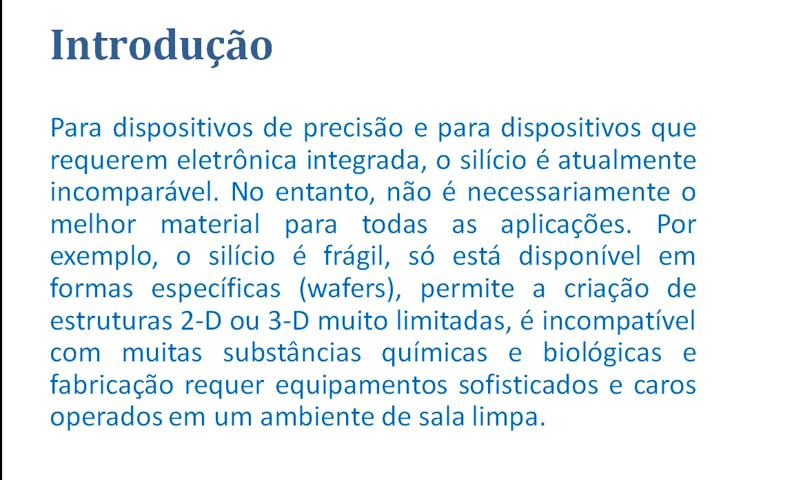 Introdução
Para dispositivos de precisão e para dispositivos que
requerem eletrônica integrada, o silício é atualmente
incomparável. No entanto, não é necessariamente o
melhor material para todas as aplicações. Por
exemplo, o silício é frágil, só está disponível em
formas específicas (wafers), permite a criação de
estruturas 2-D ou 3-D muito limitadas, é incompatível
com muitas substâncias químicas e biológicas e
fabricação requer equipamentos sofisticados e caros
operados em um ambiente de sala limpa.